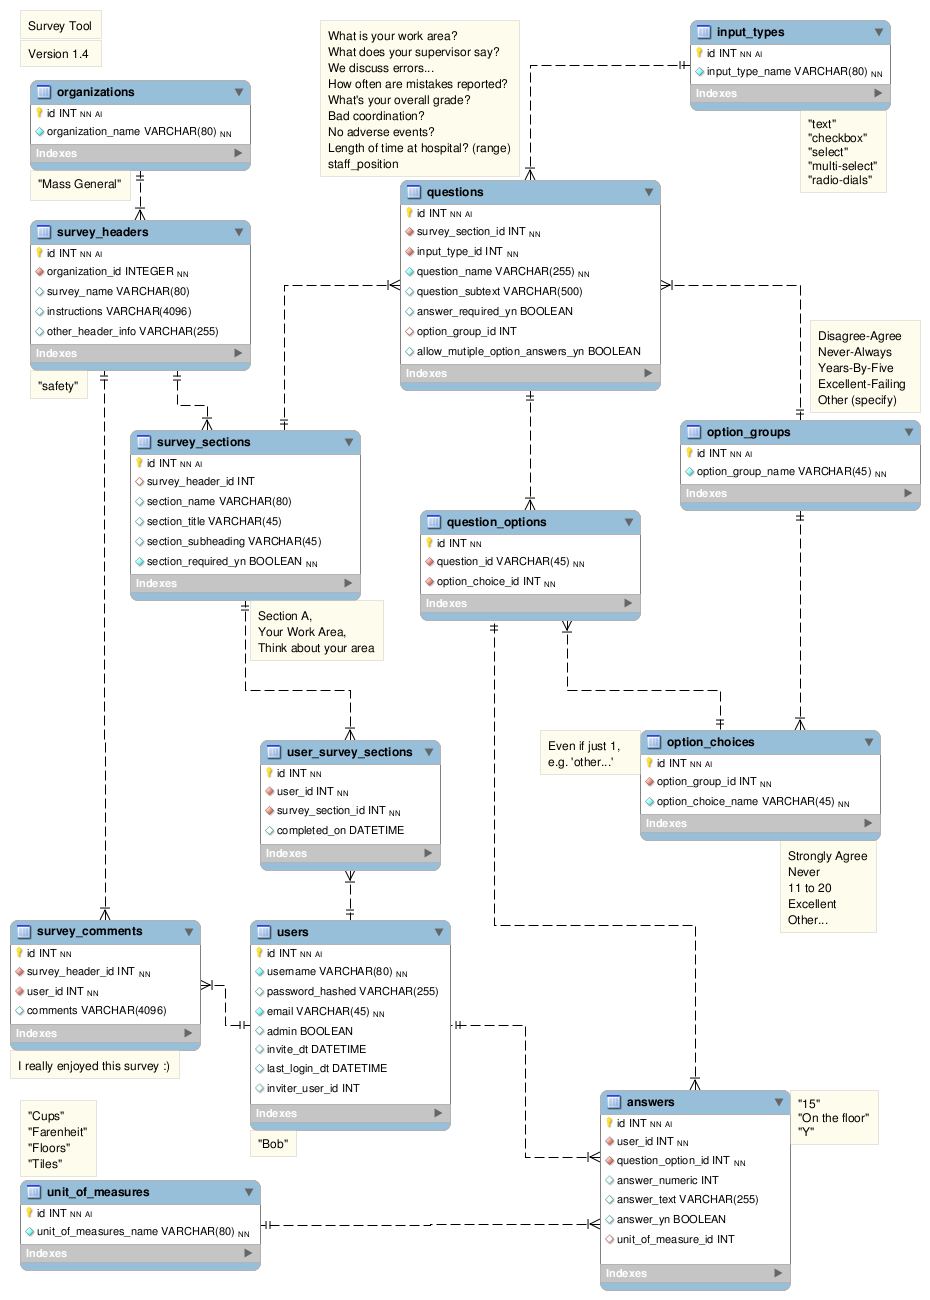 Survey Tool
Version 1.4
organizations
id INT NN AI
organization_name VARCHAR(80) NN
Indexes
"Mass General"
survey_headers
id INT NN AI
organization_id INTEGER NN
survey_name VARCHAR(80)
instructions VARCHAR(4096)
other_header_info VARCHAR(255)
Indexes
"safety"
What is your work area?
What does your supervisor say?
We discuss errors...
How often are mistakes reported?
What's your overall grade?
Bad coordination?
No adverse events?
Length of time at hospital? (range)
staff_position
input_types
id INT NN AI
input_type_name VARCHAR(80) NN
Indexes
"text"
"checkbox"
"select"
"multi-select"
"radio-dials"
questions
id INT NN AI
survey_section_id INT NN
input_type_id INT NN
question_name VARCHAR(255) NN
question_subtext VARCHAR(500)
answer_required_yn BOOLEAN
option_group_id INT
allow_mutiple_option_answers_yn BOOLEAN
Indexes
Disagree-Agree
Never-Always
Years-By-Five
Excellent-Failing
Other (specify)
option_groups
id INT NN AI
option_group_name VARCHAR(45) NN
Indexes
survey_sections
id INT NN AI
survey_header_id INT
section_name VARCHAR(80)
section_title VARCHAR(45)
section_subheading VARCHAR(45)
section_required_yn BOOLEAN NN
Indexes
Section A,
Your Work Area,
Think about your area
question_options
id INT NN
question_id VARCHAR(45) NN
option_choice_id INT NN
Indexes
Even if just 1,
e.g. 'other...'
option_choices
id INT NN AI
option_group_id INT NN
option_choice_name VARCHAR(45) NN
Indexes
Strongly Agree
Never
11 to 20
Excellent
Other...
user_survey_sections
id INT NN
user_id INT NN
survey_section_id INT NN
completed_on DATETIME
Indexes
survey_comments
id INT NN
survey_header_id INT NN
user_id INT NN
comments VARCHAR(4096)
Indexes
I really enjoyed this survey :)
users
id INT NN AI
username VARCHAR(80) NN
password_hashed VARCHAR(255)
email VARCHAR(45) NN
admin BOOLEAN
invite_dt DATETIME
last_login_dt DATETIME
inviter_user_id INT
Indexes
"Bob"
"Cups"
"Farenheit"
"Floors"
"Tiles"
unit_of_measures
id INT NN AI
unit_of_measures_name VARCHAR(80) NN
Indexes
answers
id INT NN AI
user_id INT NN
question_option_id INT NN
answer_numeric INT
answer_text VARCHAR(255)
answer_yn BOOLEAN
unit_of_measure_id INT
Indexes
"15"
"On the floor"
"Y"